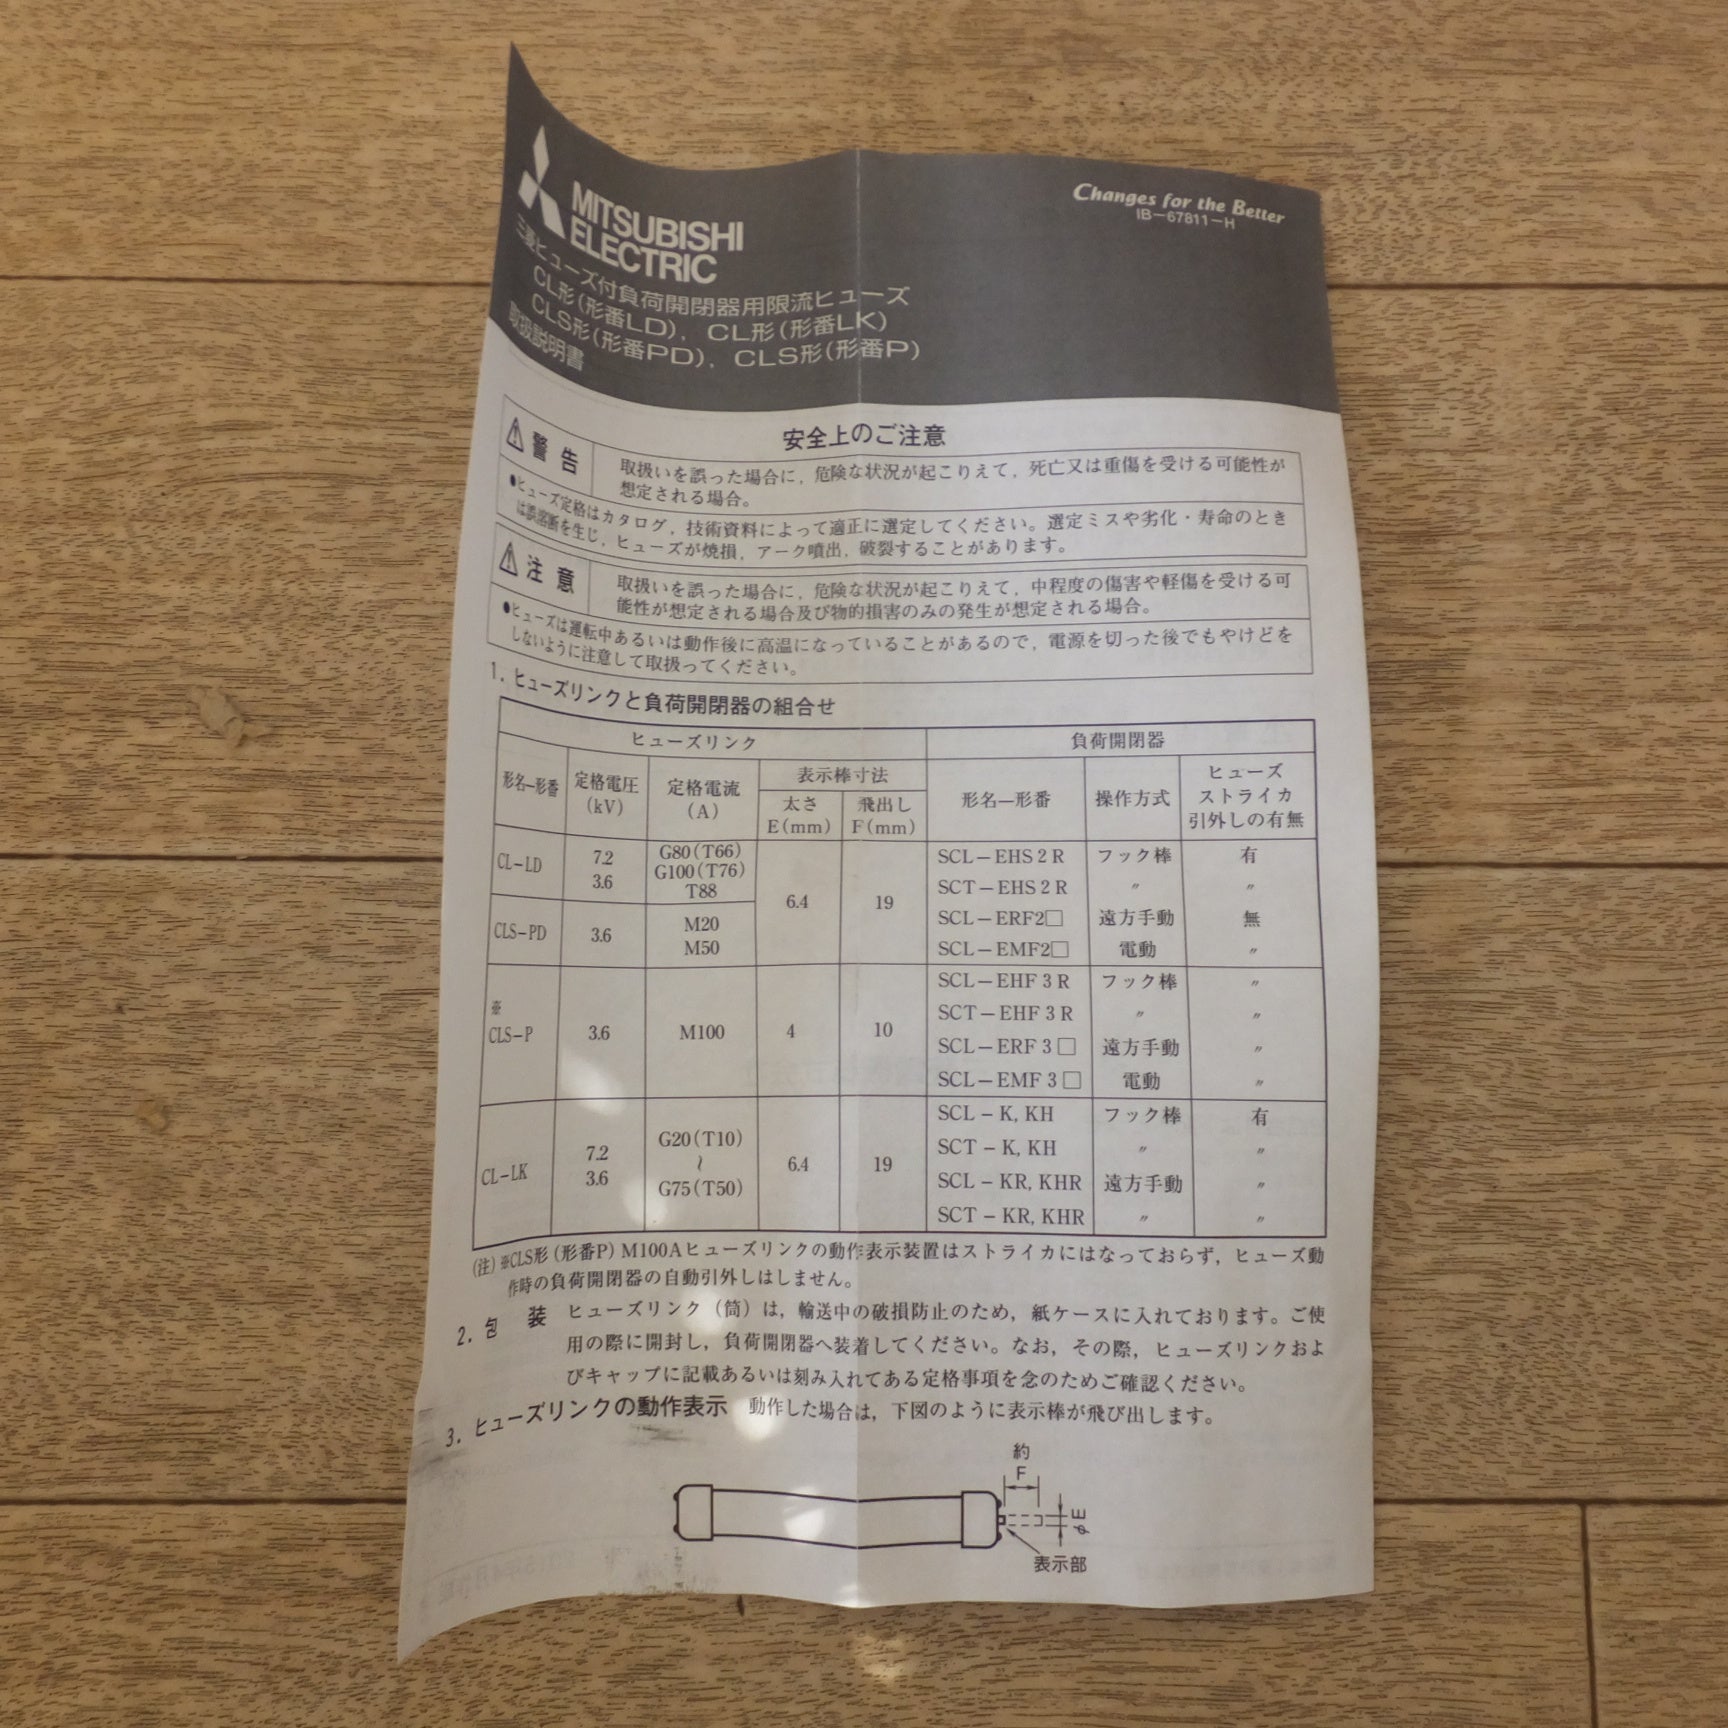 MITSUBISHI
ELECTRIC
Changes for the Better
IB-67811-H
三菱ヒューズ付負荷開閉器用限流ヒューズ
CL形(形番LD),CL形(形番LK)
CLS形(形番PD),CLS形(形番P)
取扱説明書
安全上のご注意
警告
取扱いを誤った場合に,危険な状況が起こりえて,死亡又は重傷を受ける可能性が
想定される場合。
●ヒューズ定格はカタログ,技術資料によって適正に選定してください。選定ミスや劣化・寿命のとき
は誤溶断を生じ,ヒューズが焼損,アーク噴出,破裂することがあります。
注意
取扱いを誤った場合に,危険な状況が起こりえて,中程度の傷害や軽傷を受ける可
能性が想定される場合及び物的損害のみの発生が想定される場合。
●ヒューズは運転中あるいは動作後に高温になっていることがあるので,電源を切った後でもやけどを
しないように注意して取扱ってください。
1.ヒューズリンクと負荷開閉器の組合せ
ヒューズリンク 負荷開閉器
形名-形番 定格電圧(kV) 定格電流(A) 表示棒寸法 太さE(mm) 飛出しF(mm) 形名—形番 操作方式 ヒューズストライカ引外しの有無
CL-LD 7.2 3.6 G80(T66) G100(T76) T88 6.4 19 SCL-EHS2R フック棒 有
SCT-EHS2R 〃 〃
CLS-PD 3.6 M20 M50 SCL-ERF2□ 遠方手動 無
SCL-EMF2□ 電動 〃
※CLS-P 3.6 M100 4 10 SCL-EHF3R フック棒 〃
SCT-EHF3R 〃 〃
SCL-ERF3□ 遠方手動 〃
SCL-EMF3□ 電動 〃
CL-LK 7.2 3.6 G20(T10) 〜 G75(T50) 6.4 19 SCL-K,KH フック棒 有
SCT-K,KH 〃 〃
SCL-KR,KHR 遠方手動 〃
SCT-KR,KHR 〃 〃
(注)※CLS形(形番P)M100Aヒューズリンクの動作表示装置はストライカにはなっておらず,ヒューズ動
作時の負荷開閉器の自動引外しはしません。
2.包装 ヒューズリンク(筒)は,輸送中の破損防止のため,紙ケースに入れております。ご使
用の際に開封し,負荷開閉器へ装着してください。なお,その際,ヒューズリンクおよ
びキャップに記載あるいは刻み入れてある定格事項を念のためご確認ください。
3.ヒューズリンクの動作表示 動作した場合は,下図のように表示棒が飛び出します。
約
F
φE
表示部